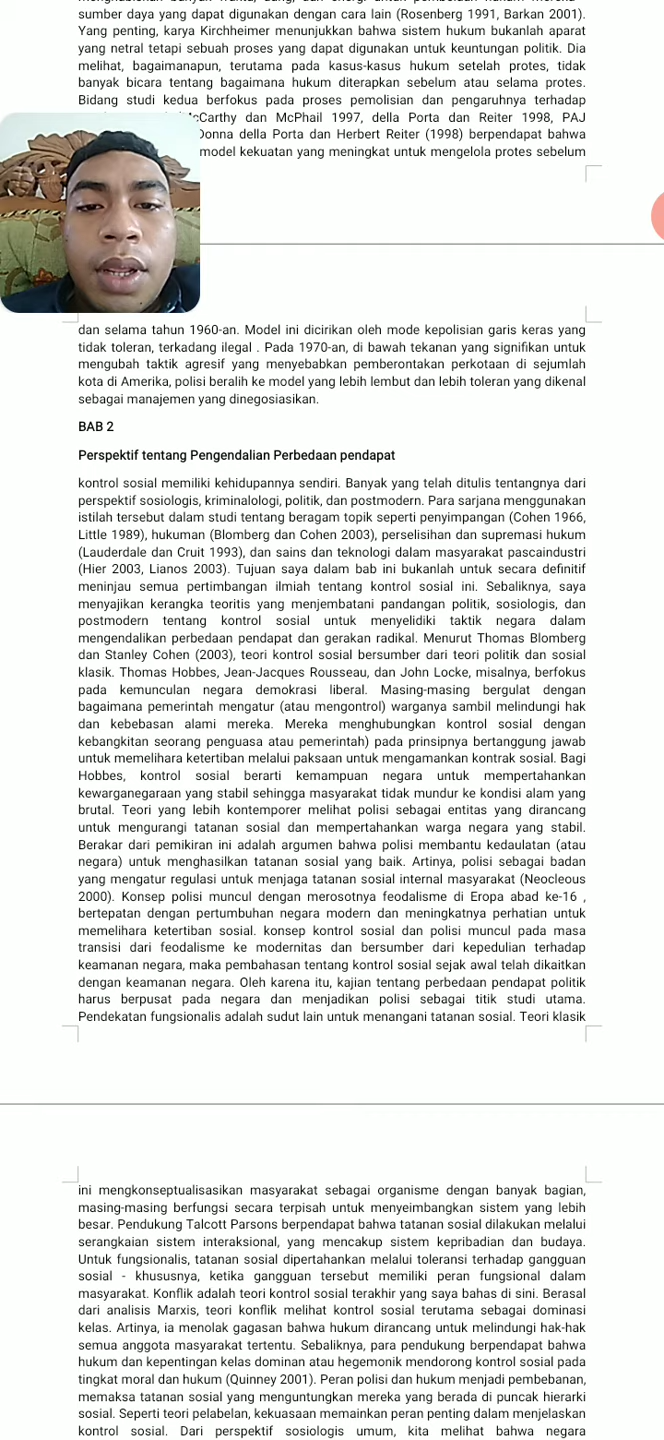 sumber daya yang dapat digunakan dengan cara lain (Rosenberg 1991, Barkan 2001).
Yang penting, karya Kirchheimer menunjukkan bahwa sistem hukum bukanlah aparat
yang netral tetapi sebuah proses yang dapat digunakan untuk keuntungan politik. Dia
melihat, bagaimanapun, terutama pada kasus-kasus hukum setelah protes, tidak
banyak bicara tentang bagaimana hukum diterapkan sebelum atau selama protes.
Bidang studi kedua berfokus pada proses pemolisian dan pengaruhnya terhadap
McCarthy dan McPhail 1997, della Porta dan Reiter 1998, PAJ
Donna della Porta dan Herbert Reiter (1998) berpendapat bahwa
model kekuatan yang meningkat untuk mengelola protes sebelum
dan selama tahun 1960-an. Model ini dicirikan oleh mode kepolisian garis keras yang
tidak toleran, terkadang ilegal . Pada 1970-an, di bawah tekanan yang signifikan untuk
mengubah taktik agresif yang menyebabkan pemberontakan perkotaan di sejumlah
kota di Amerika, polisi beralih ke model yang lebih lembut dan lebih toleran yang dikenal
sebagai manajemen yang dinegosiasikan.
BAB 2
Perspektif tentang Pengendalian Perbedaan pendapat
kontrol sosial memiliki kehidupannya sendiri. Banyak yang telah ditulis tentangnya dari
perspektif sosiologis, kriminalologi, politik, dan postmodern. Para sarjana menggunakan
istilah tersebut dalam studi tentang beragam topik seperti penyimpangan (Cohen 1966,
Little 1989), hukuman (Blomberg dan Cohen 2003), perselisihan dan supremasi hukum
(Lauderdale dan Cruit 1993), dan sains dan teknologi dalam masyarakat pascaindustri
(Hier 2003, Lianos 2003). Tujuan saya dalam bab ini bukanlah untuk secara definitif
meninjau semua pertimbangan ilmiah tentang kontrol sosial ini. Sebaliknya, saya
menyajikan kerangka teoritis yang menjembatani pandangan politik, sosiologis, dan
postmodern tentang kontrol sosial untuk menyelidiki taktik negara dalam
mengendalikan perbedaan pendapat dan gerakan radikal. Menurut Thomas Blomberg
dan Stanley Cohen (2003), teori kontrol sosial bersumber dari teori politik dan sosial
klasik. Thomas Hobbes, Jean-Jacques Rousseau, dan John Locke, misalnya, berfokus
pada kemunculan negara demokrasi liberal. Masing-masing bergulat dengan
bagaimana pemerintah mengatur (atau mengontrol) warganya sambil melindungi hak
dan kebebasan alami mereka. Mereka menghubungkan kontrol sosial dengan
kebangkitan seorang penguasa atau pemerintah) pada prinsipnya bertanggung jawab
untuk memelihara ketertiban melalui paksaan untuk mengamankan kontrak sosial. Bagi
Hobbes, kontrol sosial berarti kemampuan negara untuk mempertahankan
kewarganegaraan yang stabil sehingga masyarakat tidak mundur ke kondisi alam yang
brutal. Teori yang lebih kontemporer melihat polisi sebagai entitas yang dirancang
untuk mengurangi tatanan sosial dan mempertahankan warga negara yang stabil.
Berakar dari pemikiran ini adalah argumen bahwa polisi membantu kedaulatan (atau
negara) untuk menghasilkan tatanan sosial yang baik. Artinya, polisi sebagai badan
yang mengatur regulasi untuk menjaga tatanan sosial internal masyarakat (Neocleous
2000). Konsep polisi muncul dengan merosotnya feodalisme di Eropa abad ke-16 ,
bertepatan dengan pertumbuhan negara modern dan meningkatnya perhatian untuk
memelihara ketertiban sosial. konsep kontrol sosial dan polisi muncul pada masa
transisi dari feodalisme ke modernitas dan bersumber dari kepedulian terhadap
keamanan negara, maka pembahasan tentang kontrol sosial sejak awal telah dikaitkan
dengan keamanan negara. Oleh karena itu, kajian tentang perbedaan pendapat politik
harus berpusat pada negara dan menjadikan polisi sebagai titik studi utama.
Pendekatan fungsionalis adalah sudut lain untuk menangani tatanan sosial. Teori klasik
ini mengkonseptualisasikan masyarakat sebagai organisme dengan banyak bagian,
masing-masing berfungsi secara terpisah untuk menyeimbangkan sistem yang lebih
besar. Pendukung Talcott Parsons berpendapat bahwa tatanan sosial dilakukan melalui
serangkaian sistem interaksional, yang mencakup sistem kepribadian dan budaya.
Untuk fungsionalis, tatanan sosial dipertahankan melalui toleransi terhadap gangguan
sosial - khususnya, ketika gangguan tersebut memiliki peran fungsional dalam
masyarakat. Konflik adalah teori kontrol sosial terakhir yang saya bahas di sini. Berasal
dari analisis Marxis, teori konflik melihat kontrol sosial terutama sebagai dominasi
kelas. Artinya, ia menolak gagasan bahwa hukum dirancang untuk melindungi hak-hak
semua anggota masyarakat tertentu. Sebaliknya, para pendukung berpendapat bahwa
hukum dan kepentingan kelas dominan atau hegemonik mendorong kontrol sosial pada
tingkat moral dan hukum (Quinney 2001). Peran polisi dan hukum menjadi pembebanan,
memaksa tatanan sosial yang menguntungkan mereka yang berada di puncak hierarki
sosial. Seperti teori pelabelan, kekuasaan memainkan peran penting dalam menjelaskan
kontrol sosial. Dari perspektif sosiologis umum, kita melihat bahwa negara